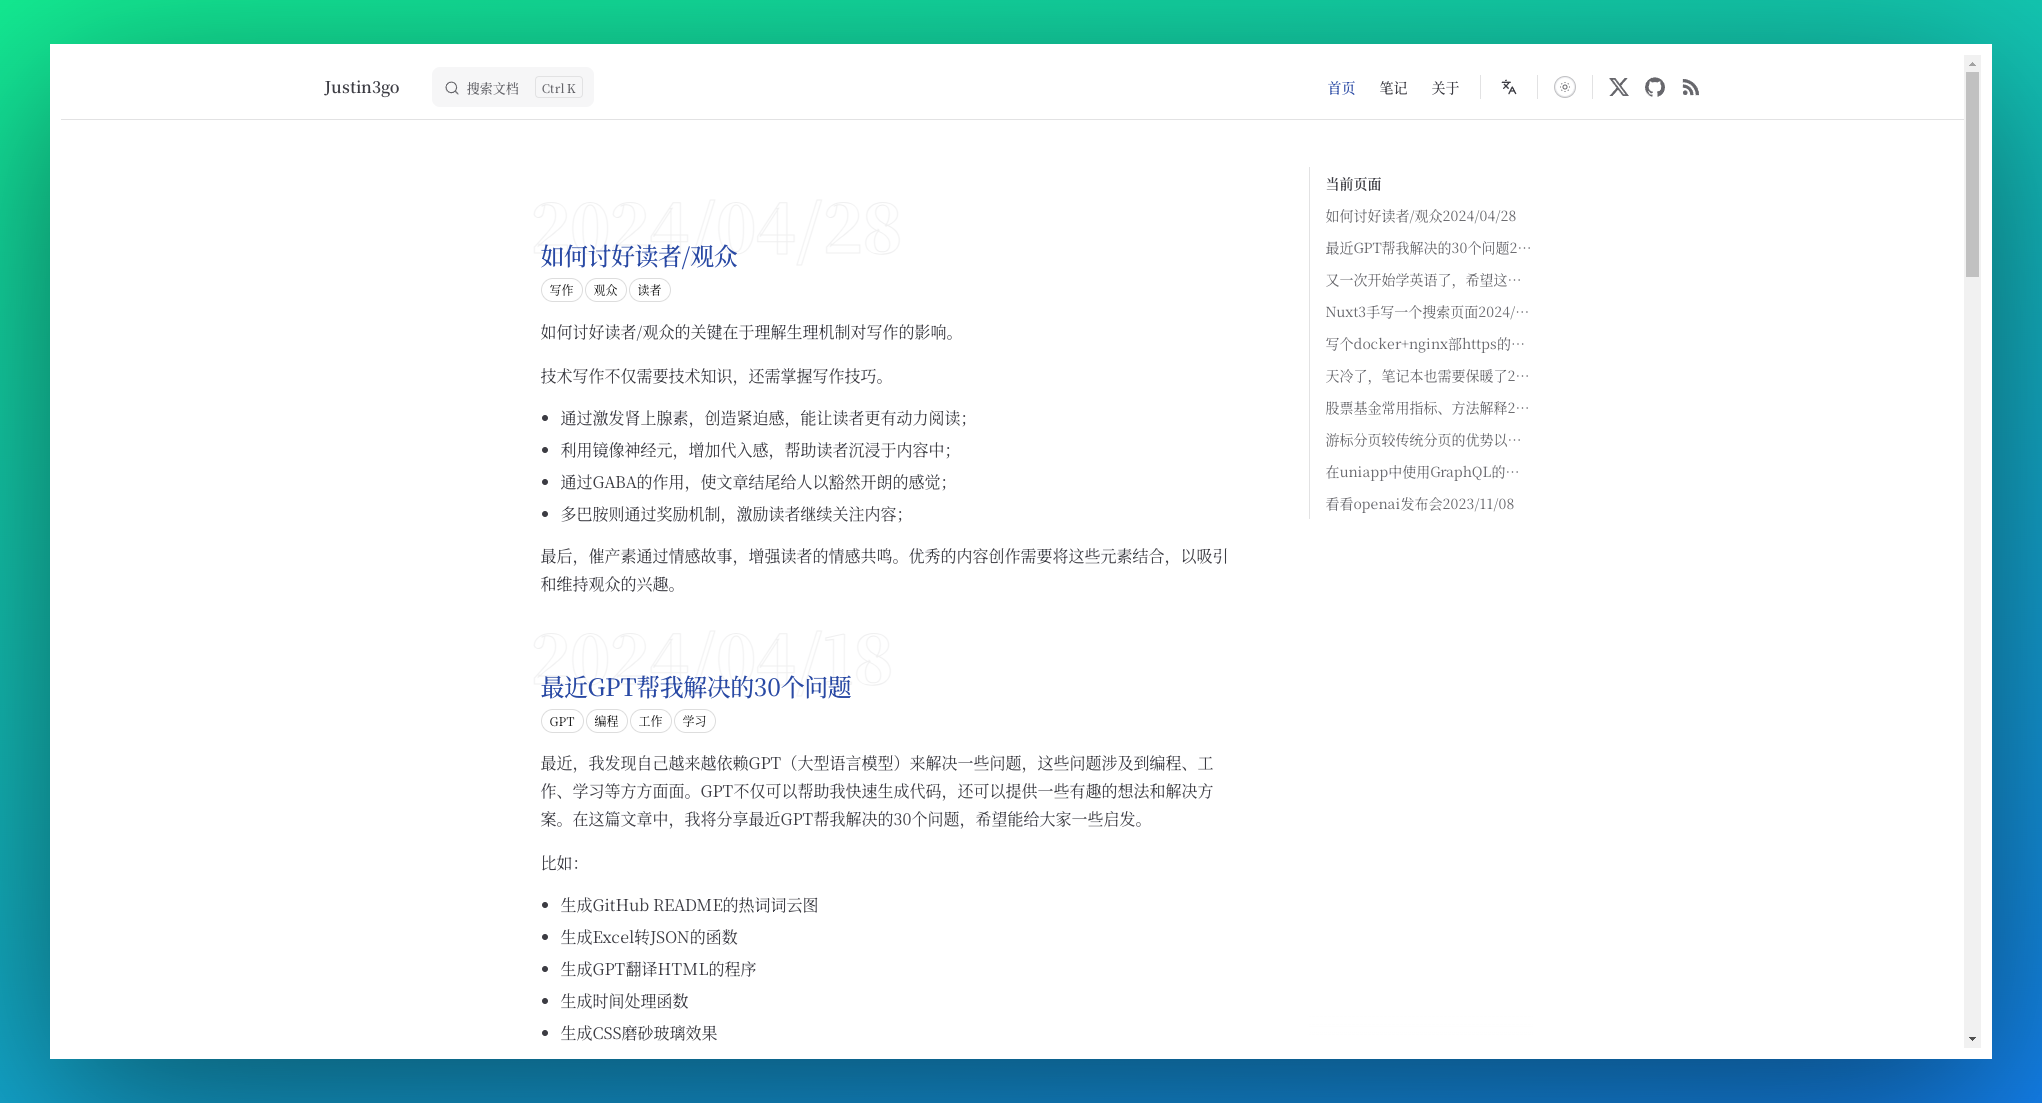 Justin3go
搜索文档 Ctrl K
首页 笔记 关于
2024/04/28
如何讨好读者/观众
写作 观众 读者
如何讨好读者/观众的关键在于理解生理机制对写作的影响。
技术写作不仅需要技术知识，还需掌握写作技巧。
通过激发肾上腺素，创造紧迫感，能让读者更有动力阅读；
利用镜像神经元，增加代入感，帮助读者沉浸于内容中；
通过GABA的作用，使文章结尾给人以豁然开朗的感觉；
多巴胺则通过奖励机制，激励读者继续关注内容；
最后，催产素通过情感故事，增强读者的情感共鸣。优秀的内容创作需要将这些元素结合，以吸引
和维持观众的兴趣。
2024/04/18
最近GPT帮我解决的30个问题
GPT 编程 工作 学习
最近，我发现自己越来越依赖GPT（大型语言模型）来解决一些问题，这些问题涉及到编程、工
作、学习等方方面面。GPT不仅可以帮助我快速生成代码，还可以提供一些有趣的想法和解决方
案。在这篇文章中，我将分享最近GPT帮我解决的30个问题，希望能给大家一些启发。
比如：
生成GitHub README的热词词云图
生成Excel转JSON的函数
生成GPT翻译HTML的程序
生成时间处理函数
生成CSS磨砂玻璃效果
当前页面
如何讨好读者/观众2024/04/28
最近GPT帮我解决的30个问题2…
又一次开始学英语了，希望这…
Nuxt3手写一个搜索页面2024/…
写个docker+nginx部https的…
天冷了，笔记本也需要保暖了2…
股票基金常用指标、方法解释2…
游标分页较传统分页的优势以…
在uniapp中使用GraphQL的…
看看openai发布会2023/11/08